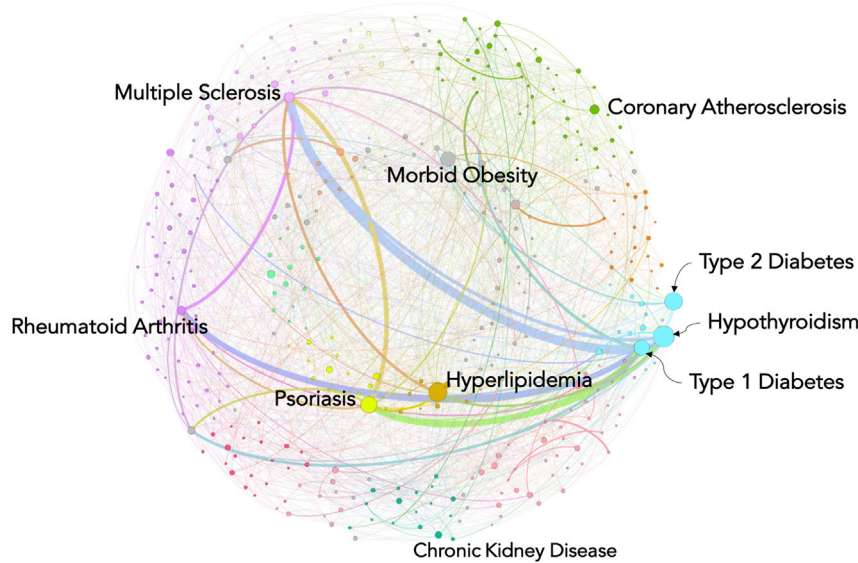 Multiple Sclerosis
Coronary Atherosclerosis
Morbid Obesity
Type 2 Diabetes
Rheumatoid Arthritis
Hypothyroidism
Hyperlipidemia
Type 1 Diabetes
Psoriasis
Chronic Kidney Disease